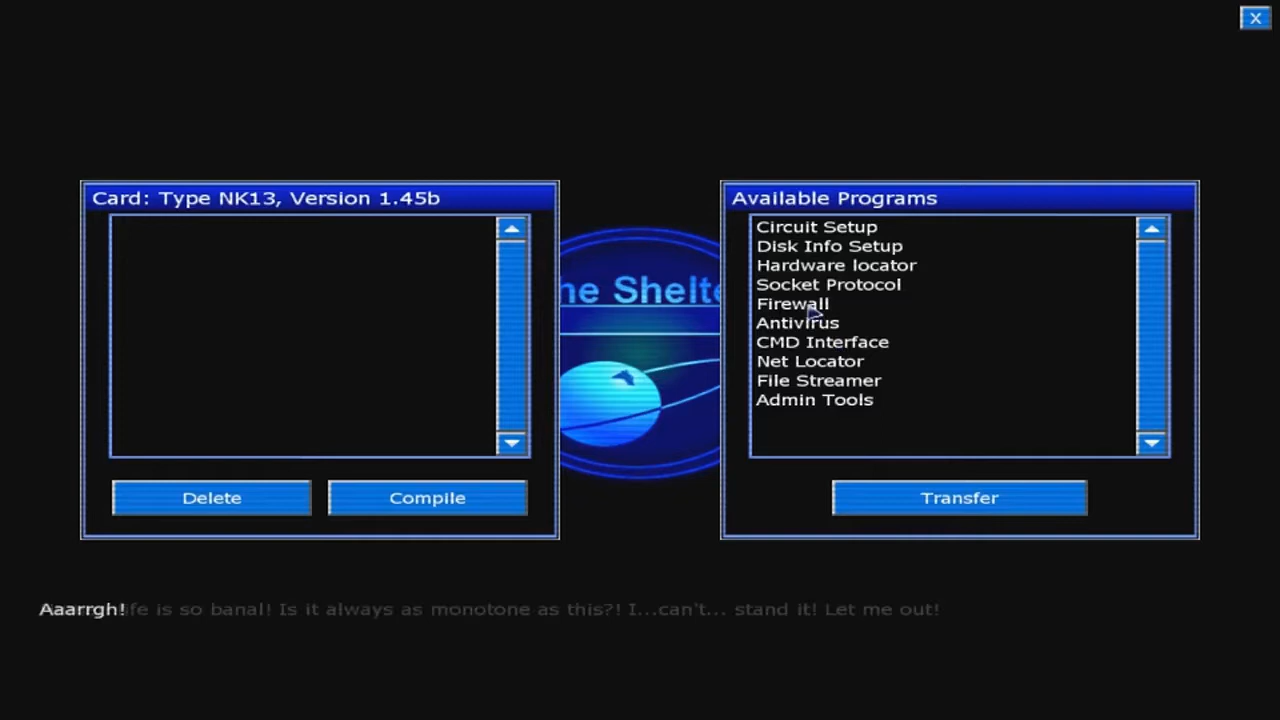 X
Card: Type NK13, Version 1.45b
Available Programs
Circuit Setup
Disk Info Setup
Hardware locator
Socket Protocol
Firewall
Antivirus
CMD Interface
Net Locator
File Streamer
Admin Tools
he Shelte
Delete
Compile
Transfer
Aaarrgh! life is so banal! Is it always as monotone as this?! I...can't... stand it! Let me out!